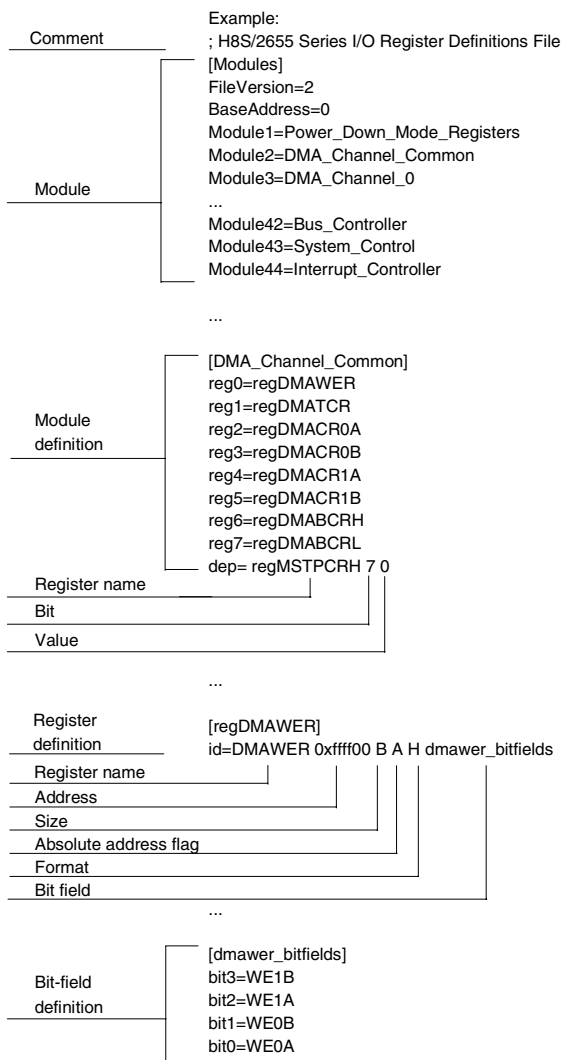 Example:
Comment
; H8S/2655 Series I/O Register Definitions File
[Modules]
FileVersion=2
BaseAddress=0
Module1=Power_Down_Mode_Registers
Module2=DMA_Channel_Common
Module3=DMA_Channel_0
Module
...
Module42=Bus_Controller
Module43=System_Control
Module44=Interrupt_Controller
...
[DMA_Channel_Common]
reg0=regDMAWER
reg1=regDMATCR
Module
definition
reg2=regDMACR0A
reg3=regDMACR0B
reg4=regDMACR1A
reg5=regDMACR1B
reg6=regDMABCRH
reg7=regDMABCRL
dep= regMSTPCRH 7 0
Register name
Bit
Value
...
Register
definition
[regDMAWER]
id=DMAWER 0xffff00 B A H dmawer_bitfields
Register name
Address
Size
Absolute address flag
Format
Bit field
...
[dmawer_bitfields]
Bit-field
definition
bit3=WE1B
bit2=WE1A
bit1=WE0B
bit0=WE0A